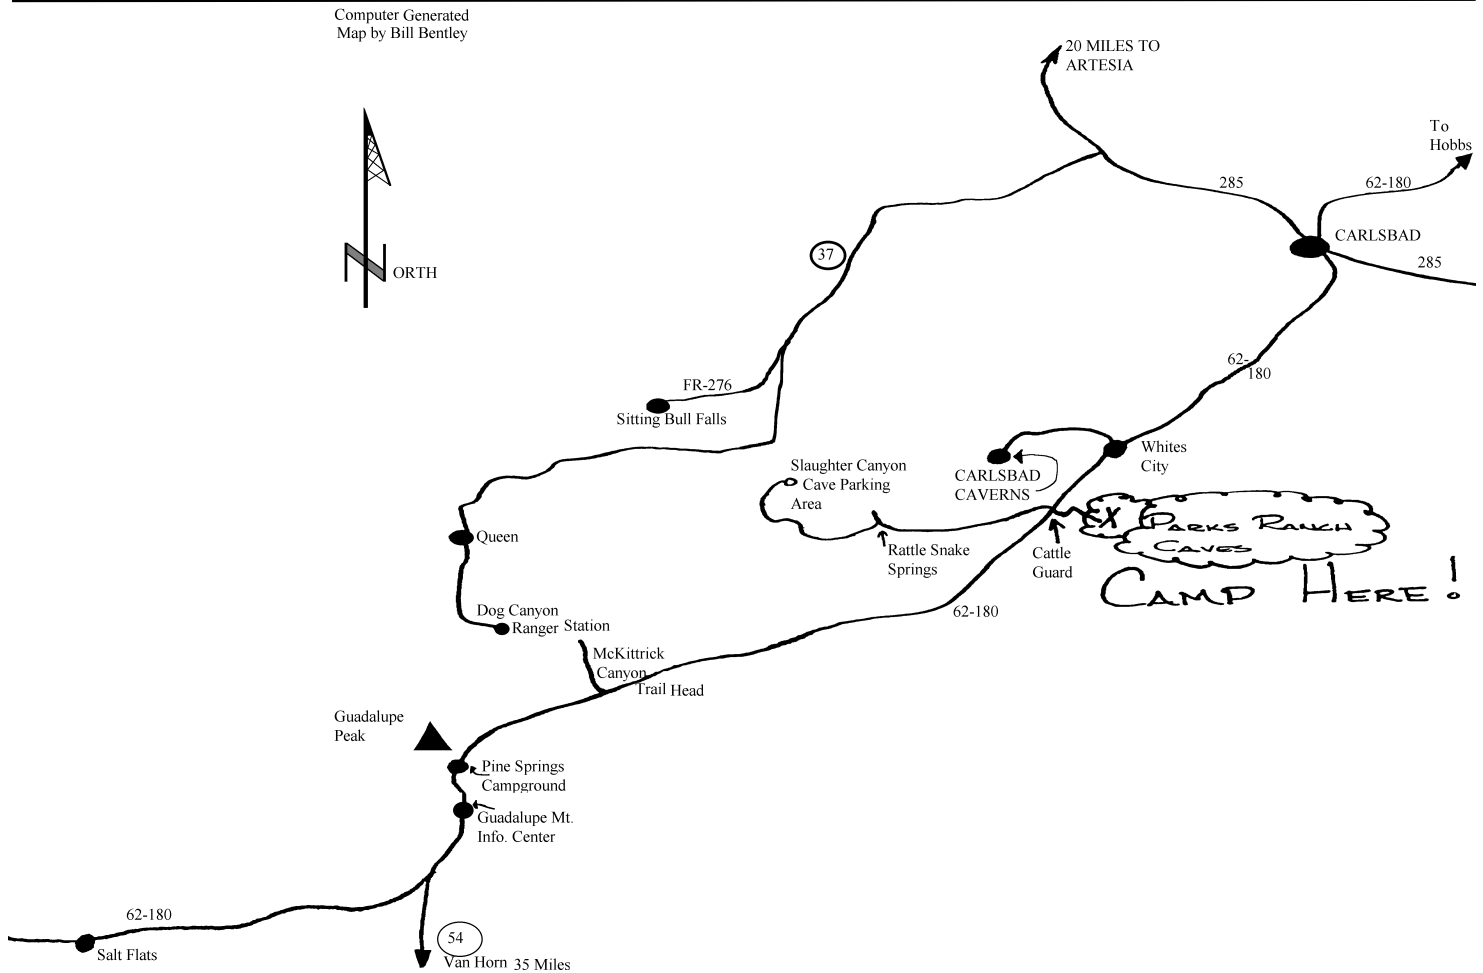 Computer Generated
Map by Bill Bentley
20 MILES TO
ARTESIA
To
Hobbs
285
62-180
CARLSBAD
37
NORTH
285
62-
180
FR-276
Sitting Bull Falls
Whites
City
Slaughter Canyon
Cave Parking
Area
CARLSBAD
CAVERNS
X PARKS RANCH
CAVES
Queen
Rattle Snake
Springs
Cattle
Guard
CAMP HERE!
Dog Canyon
Ranger Station
62-180
McKittrick
Canyon
Trail Head
Guadalupe
Peak
Pine Springs
Campground
Guadalupe Mt.
Info. Center
62-180
54
Salt Flats
Van Horn 35 Miles